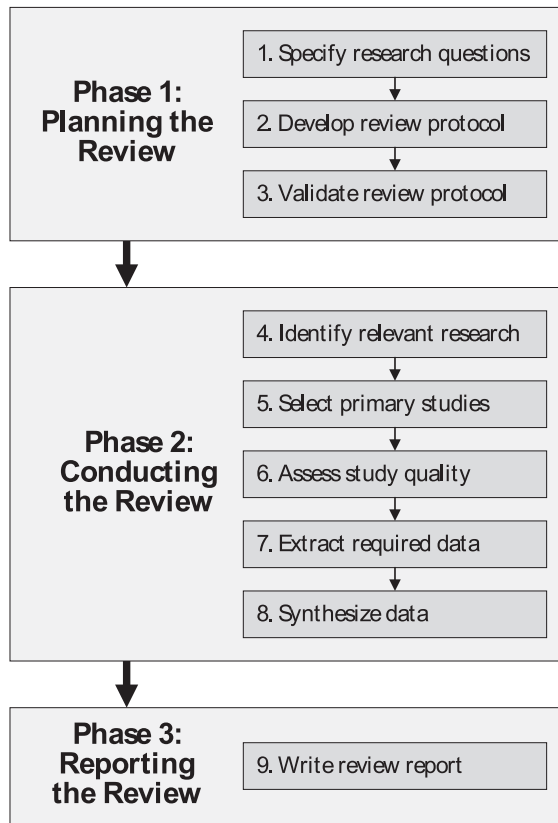 Phase 1:
Planning the
Review
1. Specify research questions
2. Develop review protocol
3. Validate review protocol
Phase 2:
Conducting
the Review
4. Identify relevant research
5. Select primary studies
6. Assess study quality
7. Extract required data
8. Synthesize data
Phase 3:
Reporting
the Review
9. Write review report